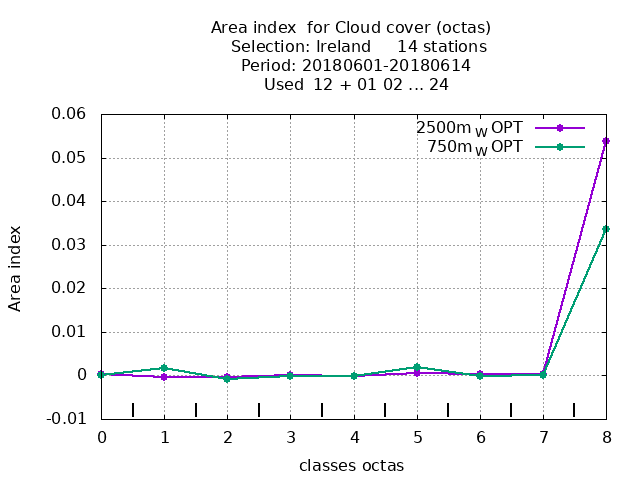 Area index  for Cloud cover (octas)
Selection: Ireland     14 stations
Period: 20180601-20180614
Used  12 + 01 02 ... 24
2500m W OPT
750m W OPT
0.06
0.05
0.04
0.03
0.02
0.01
0
-0.01
Area index
0 1 2 3 4 5 6 7 8
classes octas